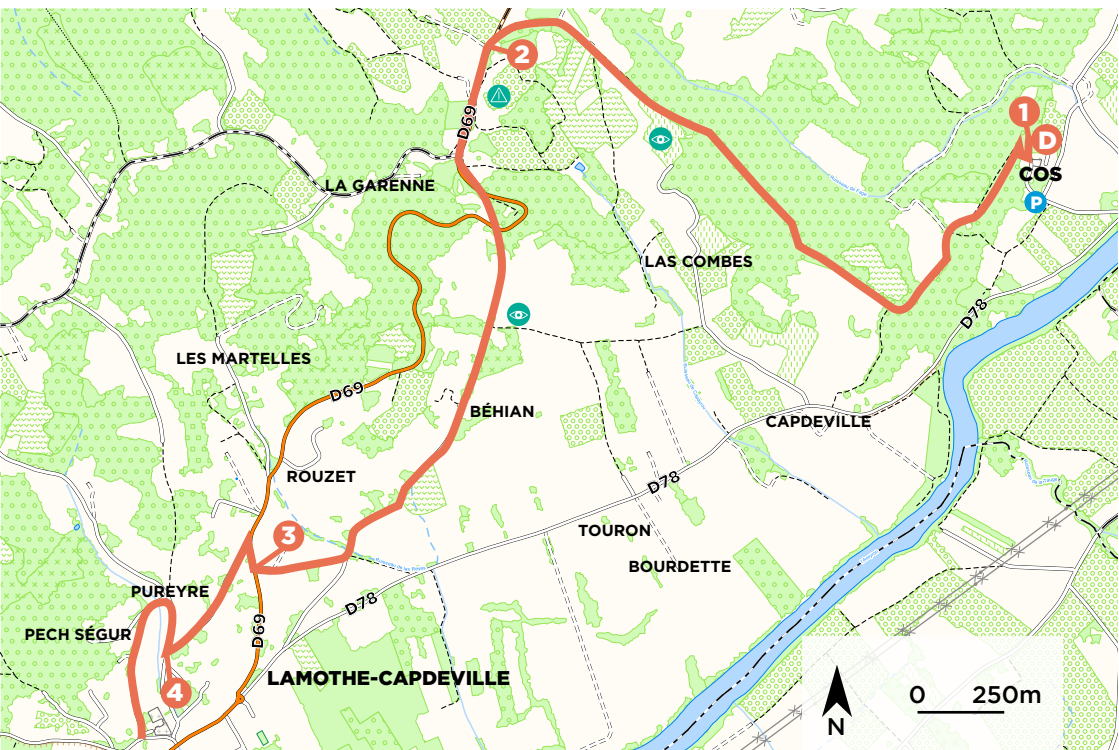 2
1
D
COS
P
D69
LA GARENNE
LAS COMBES
D78
LES MARTELLES
D69
BÉHIAN
CAPDEVILLE
ROUZET
D78
TOURON
3
BOURDETTE
PUREYRE
D78
PECH SÉGUR
D69
LAMOTHE-CAPDEVILLE
4
N
0 250m